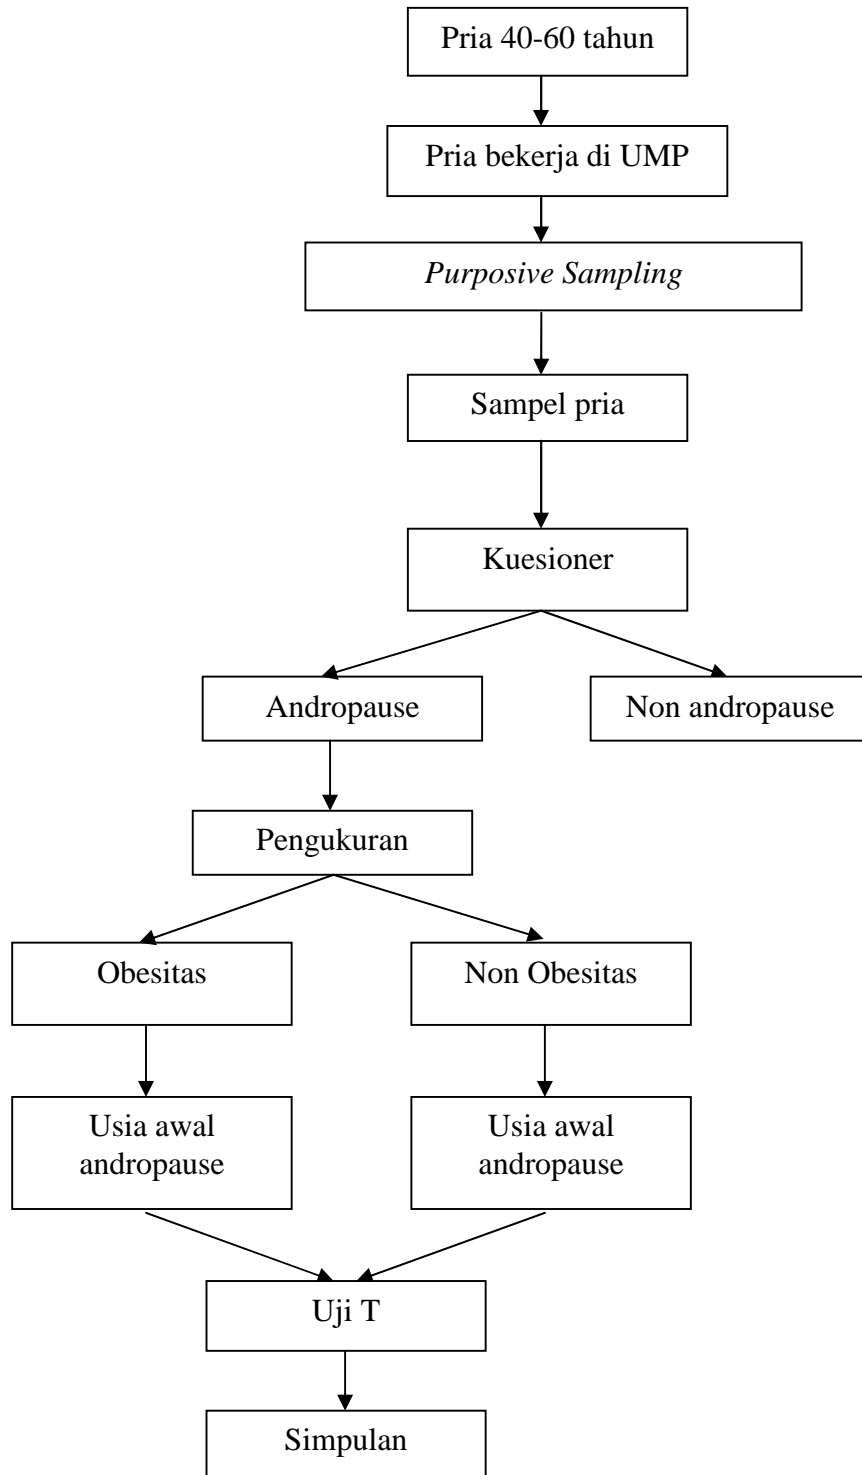 Pria 40-60 tahun
Pria bekerja di UMP
Purposive Sampling
Sampel pria
Kuesioner
Andropause
Non andropause
Pengukuran
Obesitas
Non Obesitas
Usia awal
andropause
Usia awal
andropause
Uji T
Simpulan